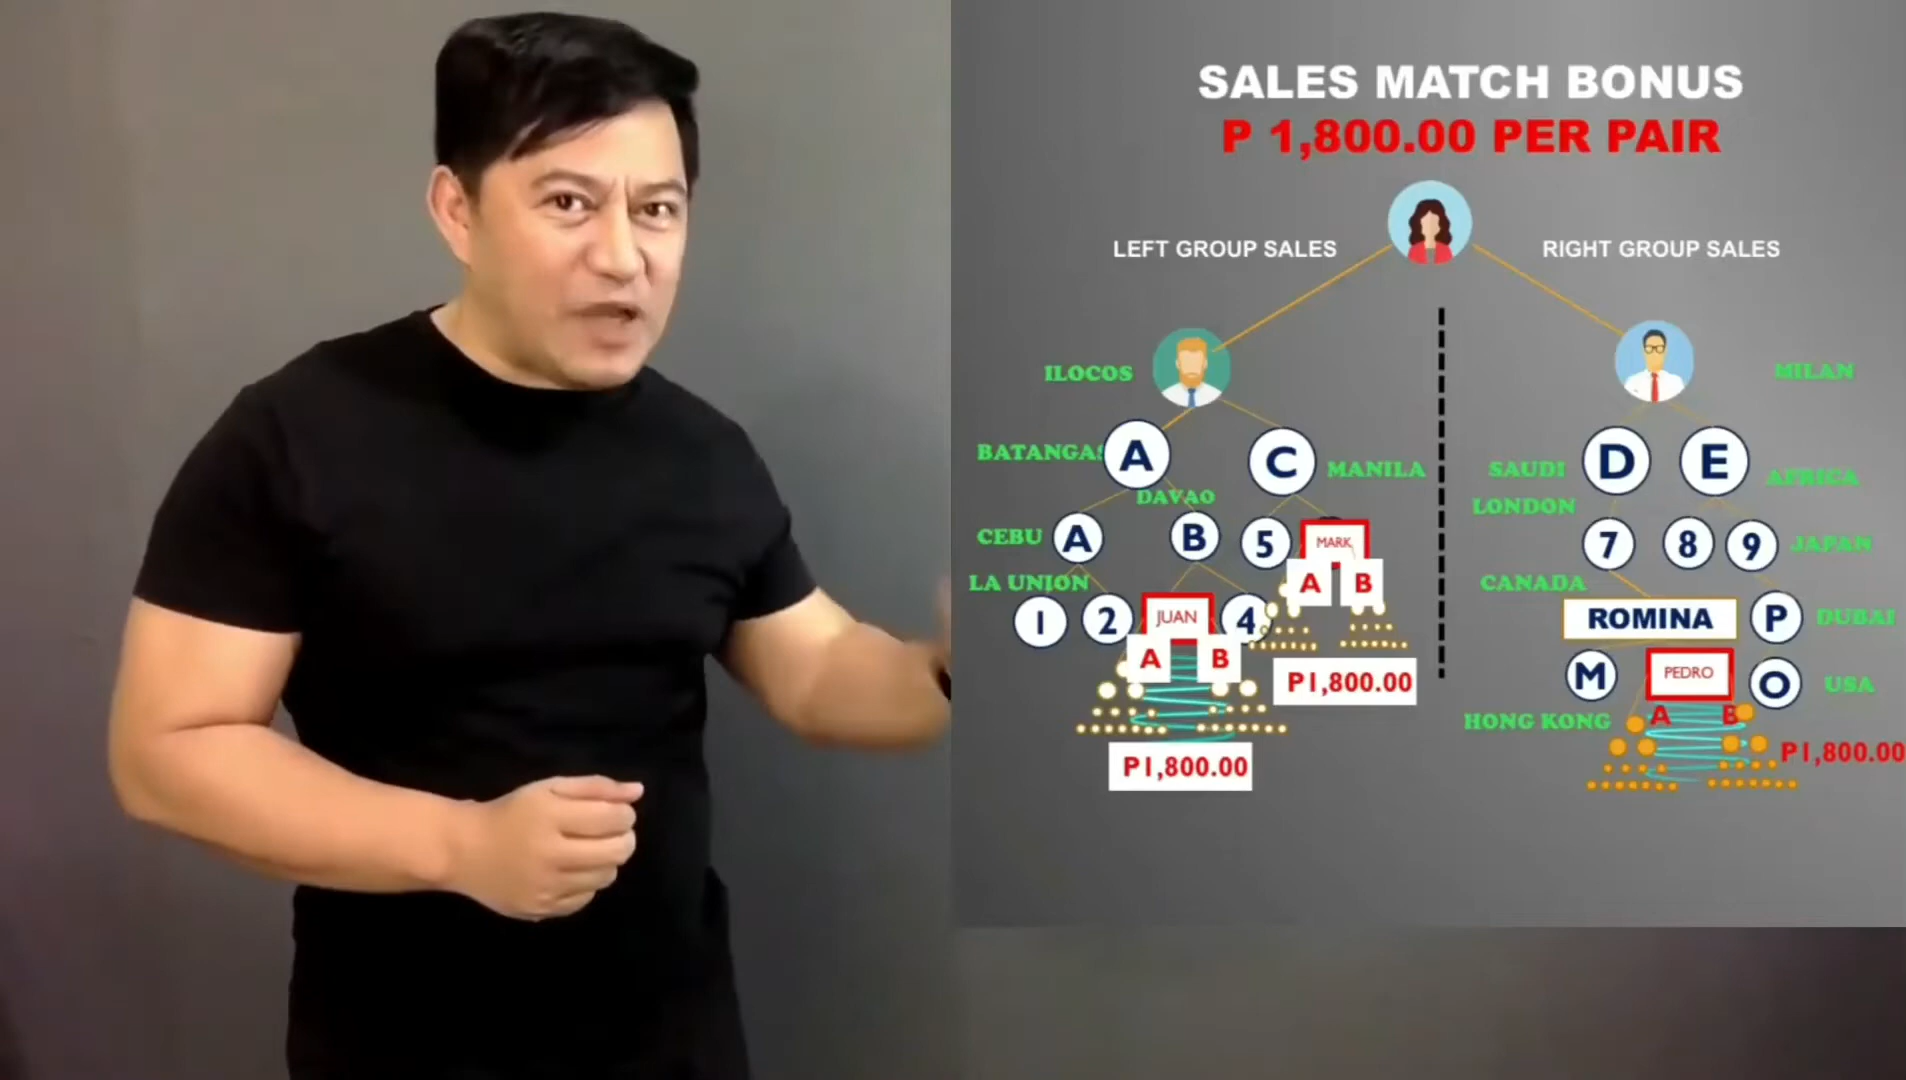 SALES MATCH BONUS
P 1,800.00 PER PAIR
LEFT GROUP SALES
RIGHT GROUP SALES
ILOCOS
MILAN
BATANGAS
A
C
MANILA
SAUDI
D
E
AFRICA
DAVAO
LONDON
CEBU
A
B
5
MARK
7
8
9
JAPAN
LA UNION
A
B
CANADA
1
2
JUAN
4
ROMINA
P
DUBAI
A
B
P1,800.00
M
PEDRO
O
USA
HONG KONG
A
B
P1,800.00
P1,800.00